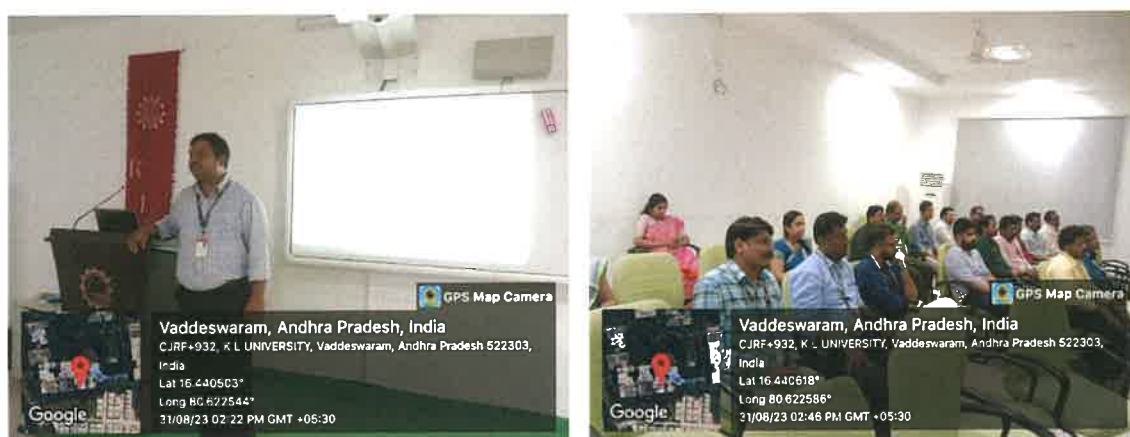 GPS Map Camera
Vaddeswaram, Andhra Pradesh, India
CJRF+932, K L UNIVERSITY, Vaddeswaram, Andhra Pradesh 522303,
India
Lat 16.440503°
Long 80.622544°
31/08/23 02:22 PM GMT +05:30
Google
GPS Map Camera
Vaddeswaram, Andhra Pradesh, India
CJRF+932, K L UNIVERSITY, Vaddeswaram, Andhra Pradesh 522303,
India
Lat 16.440618°
Long 80.622586°
31/08/23 02:46 PM GMT +05:30
Google